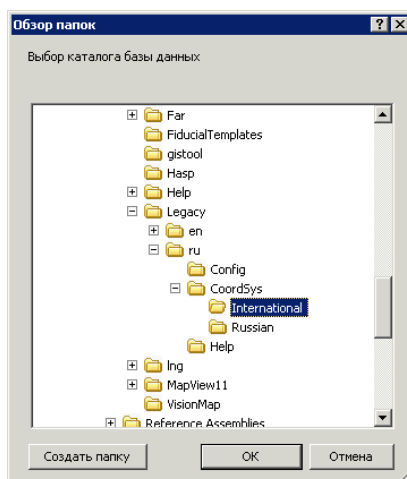 Обзор папок
Выбор каталога базы данных
Far
FiducialTemplates
gistool
Hasp
Help
Legacy
en
ru
Config
CoordSys
International
Russian
Help
lng
MapView11
VisionMap
Reference Assemblies
Создать папку
OK
Отмена